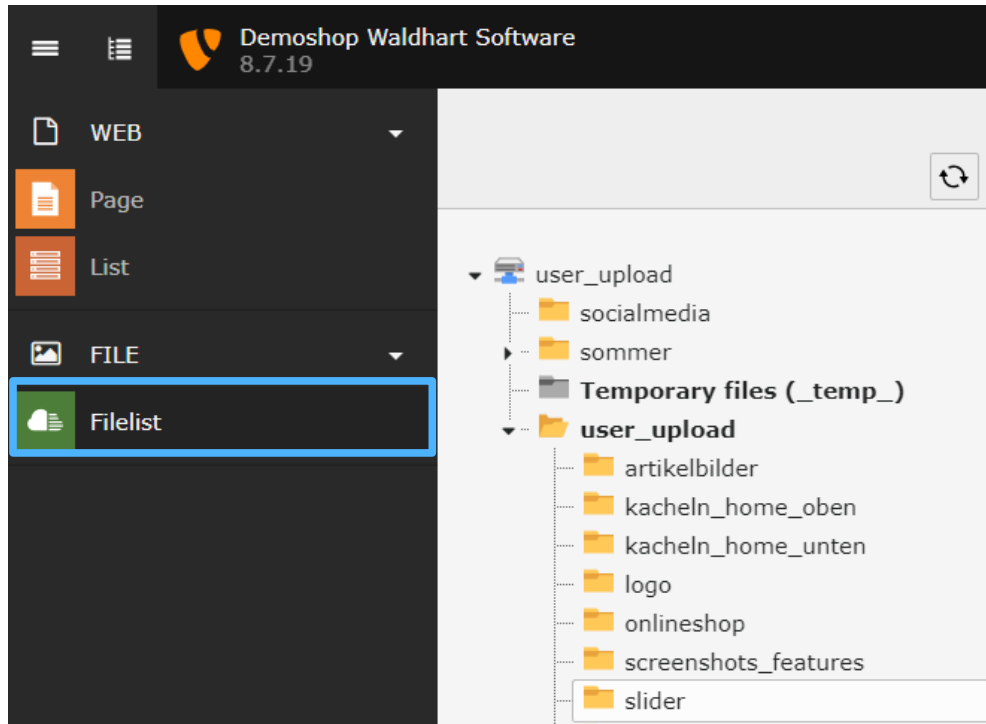 Demoshop Waldhart Software
8.7.19
WEB
Page
List
FILE
Filelist
user_upload
socialmedia
sommer
Temporary files (_temp_)
user_upload
artikelbilder
kacheln_home_oben
kacheln_home_unten
logo
onlineshop
screenshots_features
slider